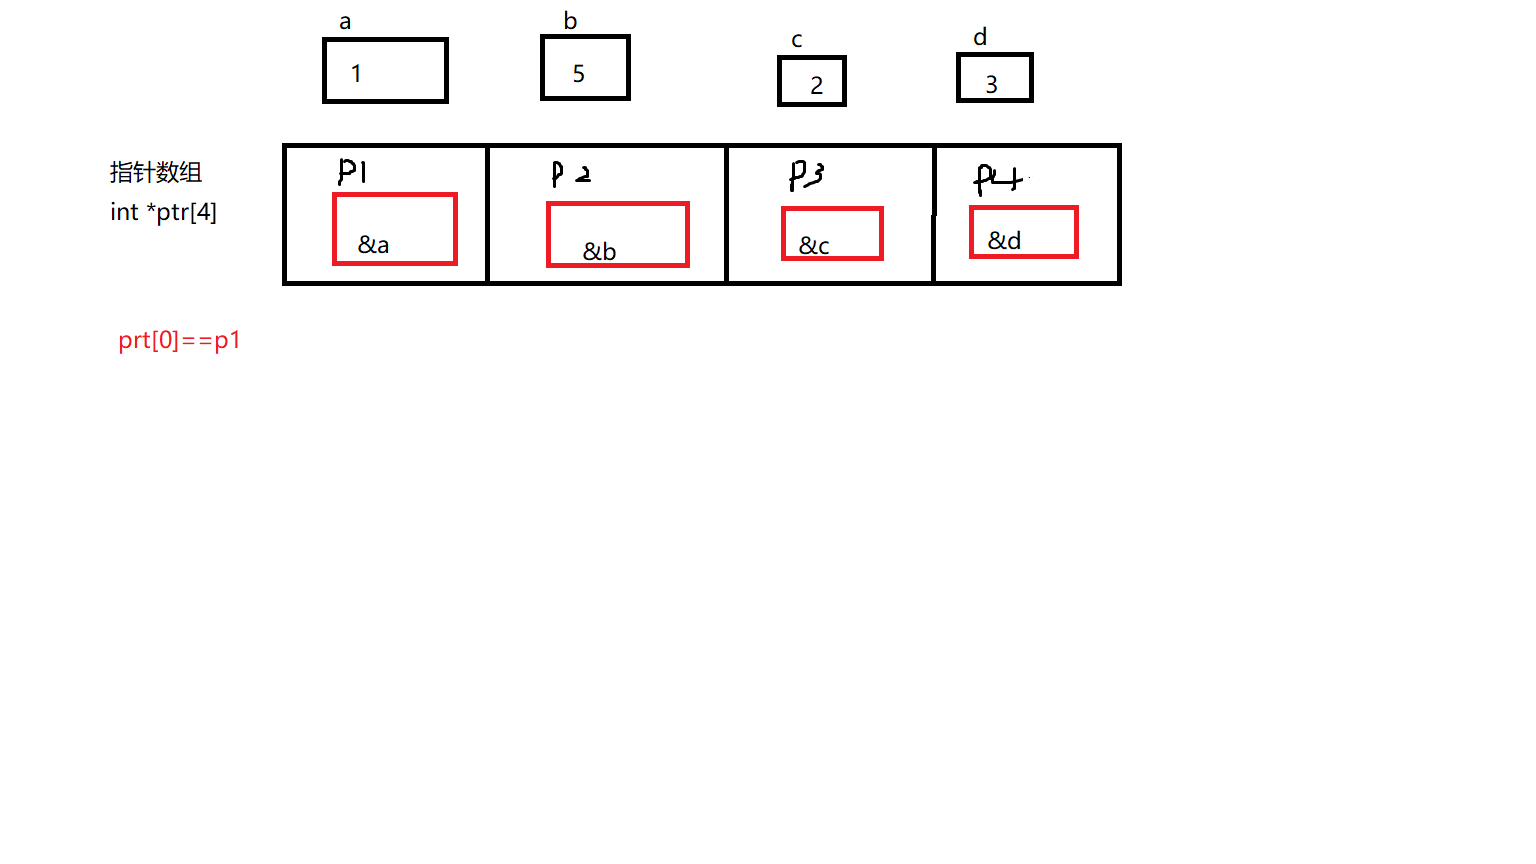 a b c d
1 5 2 3
指针数组 P1 P2 P3 P4
int *ptr[4]
&a &b &c &d
prt[0]==p1